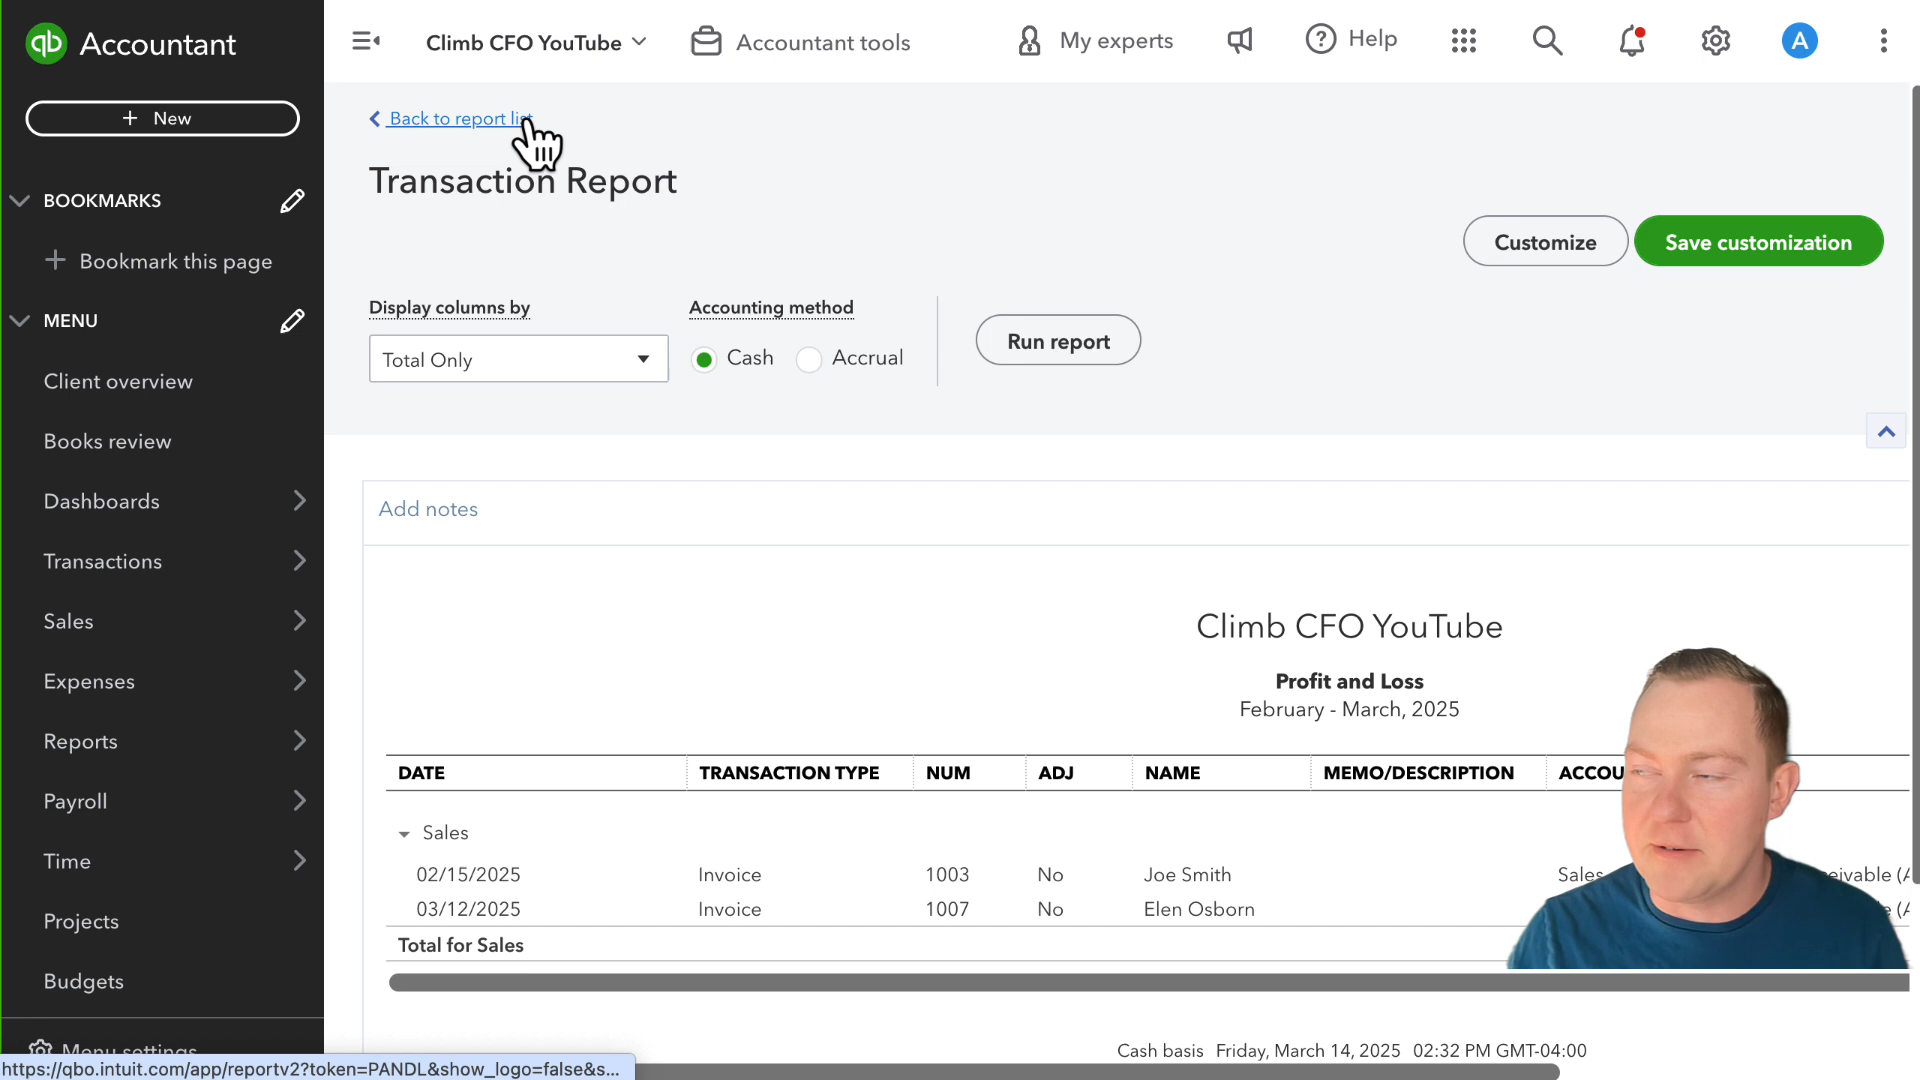 qb Accountant
Climb CFO YouTube
Accountant tools
My experts
Help
A
+ New
BOOKMARKS
+ Bookmark this page
MENU
Client overview
Books review
Dashboards
Transactions
Sales
Expenses
Reports
Payroll
Time
Projects
Budgets
Menu settings
https://qbo.intuit.com/app/reportv2?token=PANDL&show_logo=false&s...
Back to report list
Transaction Report
Customize
Save customization
Display columns by
Accounting method
Total Only
Cash
Accrual
Run report
Add notes
Climb CFO YouTube
Profit and Loss
February - March, 2025
DATE TRANSACTION TYPE NUM ADJ NAME MEMO/DESCRIPTION
Sales
02/15/2025 Invoice 1003 No Joe Smith Sales
03/12/2025 Invoice 1007 No Elen Osborn
Total for Sales
Cash basis Friday, March 14, 2025 02:32 PM GMT-04:00